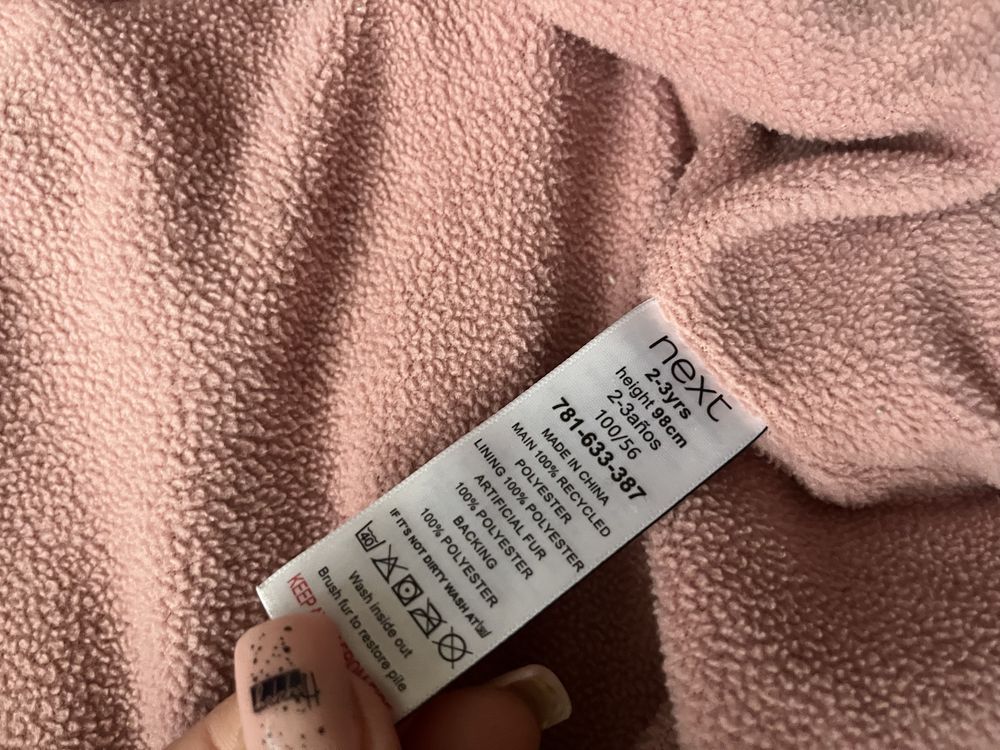 next
2-3yrs
height 98cm
2-3años
100/56
781-633-387
MADE IN CHINA
MAIN 100% RECYCLED
POLYESTER
LINING 100% POLYESTER
ARTIFICIAL FUR
100% POLYESTER
BACKING
100% POLYESTER
IF IT'S NOT DIRTY WASH AT
40
Wash inside out
Brush fur to restore pile
KEEP